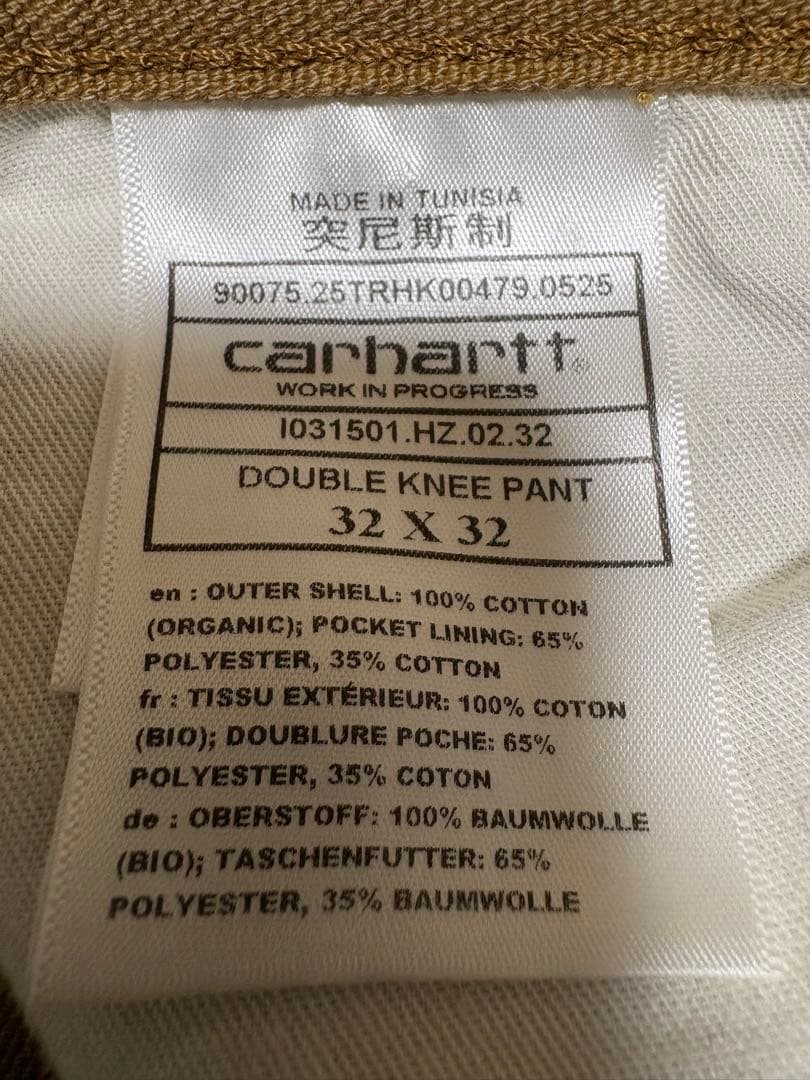 MADE IN TUNISIA
突尼斯制
90075.25TRHK00479.0525
carhartt®
WORK IN PROGRESS
I031501.HZ.02.32
DOUBLE KNEE PANT
32 X 32
en : OUTER SHELL: 100% COTTON
(ORGANIC); POCKET LINING: 65%
POLYESTER, 35% COTTON
fr : TISSU EXTÉRIEUR: 100% COTON
(BIO); DOUBLURE POCHE: 65%
POLYESTER, 35% COTON
de : OBERSTOFF: 100% BAUMWOLLE
(BIO); TASCHENFUTTER: 65%
POLYESTER, 35% BAUMWOLLE